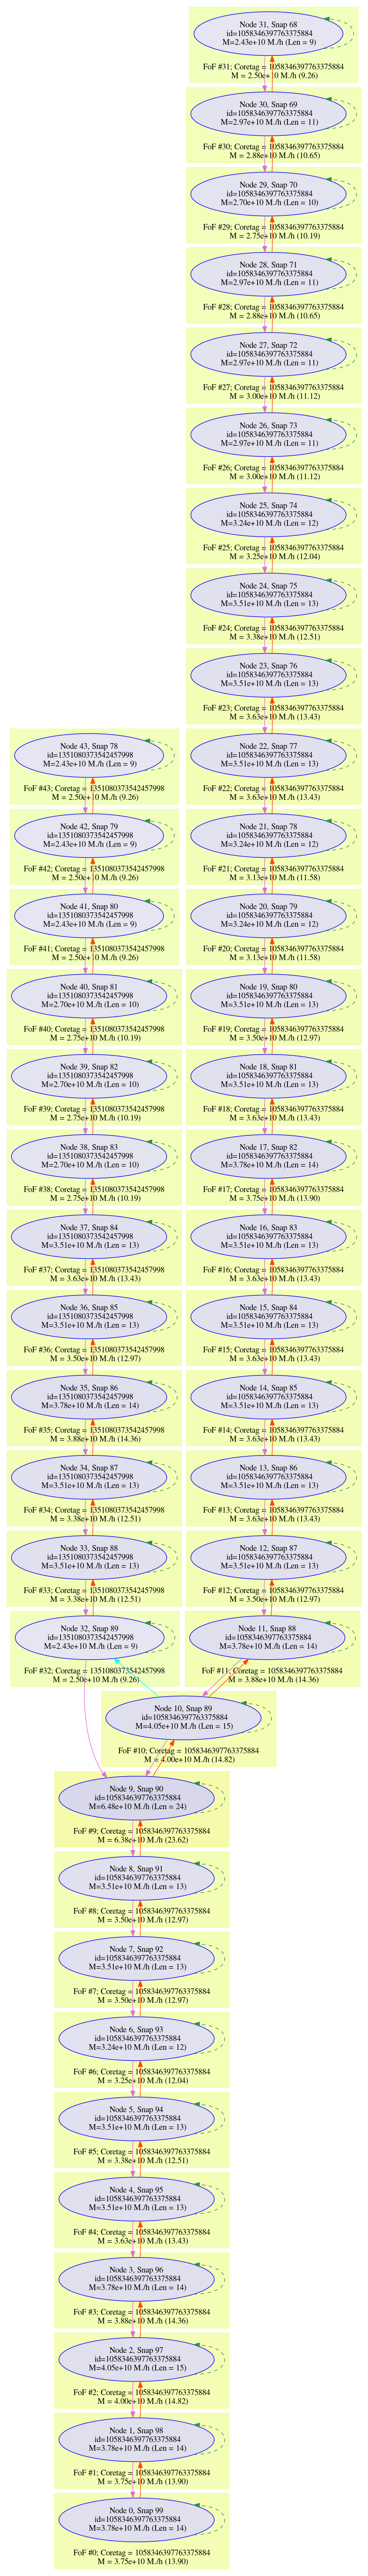 Node 31, Snap 68
id=1058346397763375884
M=2.43e+10 M./h (Len = 9)
FoF #31; Coretag = 1058346397763375884
M = 2.50e+10 M./h (9.26)
Node 30, Snap 69
id=1058346397763375884
M=2.97e+10 M./h (Len = 11)
FoF #30; Coretag = 1058346397763375884
M = 2.88e+10 M./h (10.65)
Node 29, Snap 70
id=1058346397763375884
M=2.70e+10 M./h (Len = 10)
FoF #29; Coretag = 1058346397763375884
M = 2.75e+10 M./h (10.19)
Node 28, Snap 71
id=1058346397763375884
M=2.97e+10 M./h (Len = 11)
FoF #28; Coretag = 1058346397763375884
M = 2.88e+10 M./h (10.65)
Node 27, Snap 72
id=1058346397763375884
M=2.97e+10 M./h (Len = 11)
FoF #27; Coretag = 1058346397763375884
M = 3.00e+10 M./h (11.12)
Node 26, Snap 73
id=1058346397763375884
M=2.97e+10 M./h (Len = 11)
FoF #26; Coretag = 1058346397763375884
M = 3.00e+10 M./h (11.12)
Node 25, Snap 74
id=1058346397763375884
M=3.24e+10 M./h (Len = 12)
FoF #25; Coretag = 1058346397763375884
M = 3.25e+10 M./h (12.04)
Node 24, Snap 75
id=1058346397763375884
M=3.51e+10 M./h (Len = 13)
FoF #24; Coretag = 1058346397763375884
M = 3.38e+10 M./h (12.51)
Node 23, Snap 76
id=1058346397763375884
M=3.51e+10 M./h (Len = 13)
FoF #23; Coretag = 1058346397763375884
M = 3.63e+10 M./h (13.43)
Node 43, Snap 78
id=1351080373542457998
M=2.43e+10 M./h (Len = 9)
FoF #43; Coretag = 1351080373542457998
M = 2.50e+10 M./h (9.26)
Node 22, Snap 77
id=1058346397763375884
M=3.51e+10 M./h (Len = 13)
FoF #22; Coretag = 1058346397763375884
M = 3.63e+10 M./h (13.43)
Node 42, Snap 79
id=1351080373542457998
M=2.43e+10 M./h (Len = 9)
FoF #42; Coretag = 1351080373542457998
M = 2.50e+10 M./h (9.26)
Node 21, Snap 78
id=1058346397763375884
M=3.24e+10 M./h (Len = 12)
FoF #21; Coretag = 1058346397763375884
M = 3.13e+10 M./h (11.58)
Node 41, Snap 80
id=1351080373542457998
M=2.43e+10 M./h (Len = 9)
FoF #41; Coretag = 1351080373542457998
M = 2.50e+10 M./h (9.26)
Node 20, Snap 79
id=1058346397763375884
M=3.24e+10 M./h (Len = 12)
FoF #20; Coretag = 1058346397763375884
M = 3.13e+10 M./h (11.58)
Node 40, Snap 81
id=1351080373542457998
M=2.70e+10 M./h (Len = 10)
FoF #40; Coretag = 1351080373542457998
M = 2.75e+10 M./h (10.19)
Node 19, Snap 80
id=1058346397763375884
M=3.51e+10 M./h (Len = 13)
FoF #19; Coretag = 1058346397763375884
M = 3.50e+10 M./h (12.97)
Node 39, Snap 82
id=1351080373542457998
M=2.70e+10 M./h (Len = 10)
FoF #39; Coretag = 1351080373542457998
M = 2.75e+10 M./h (10.19)
Node 18, Snap 81
id=1058346397763375884
M=3.51e+10 M./h (Len = 13)
FoF #18; Coretag = 1058346397763375884
M = 3.63e+10 M./h (13.43)
Node 38, Snap 83
id=1351080373542457998
M=2.70e+10 M./h (Len = 10)
FoF #38; Coretag = 1351080373542457998
M = 2.75e+10 M./h (10.19)
Node 17, Snap 82
id=1058346397763375884
M=3.78e+10 M./h (Len = 14)
FoF #17; Coretag = 1058346397763375884
M = 3.75e+10 M./h (13.90)
Node 37, Snap 84
id=1351080373542457998
M=3.51e+10 M./h (Len = 13)
FoF #37; Coretag = 1351080373542457998
M = 3.63e+10 M./h (13.43)
Node 16, Snap 83
id=1058346397763375884
M=3.51e+10 M./h (Len = 13)
FoF #16; Coretag = 1058346397763375884
M = 3.63e+10 M./h (13.43)
Node 36, Snap 85
id=1351080373542457998
M=3.51e+10 M./h (Len = 13)
FoF #36; Coretag = 1351080373542457998
M = 3.50e+10 M./h (12.97)
Node 15, Snap 84
id=1058346397763375884
M=3.51e+10 M./h (Len = 13)
FoF #15; Coretag = 1058346397763375884
M = 3.63e+10 M./h (13.43)
Node 35, Snap 86
id=1351080373542457998
M=3.78e+10 M./h (Len = 14)
FoF #35; Coretag = 1351080373542457998
M = 3.88e+10 M./h (14.36)
Node 14, Snap 85
id=1058346397763375884
M=3.51e+10 M./h (Len = 13)
FoF #14; Coretag = 1058346397763375884
M = 3.63e+10 M./h (13.43)
Node 34, Snap 87
id=1351080373542457998
M=3.51e+10 M./h (Len = 13)
FoF #34; Coretag = 1351080373542457998
M = 3.38e+10 M./h (12.51)
Node 13, Snap 86
id=1058346397763375884
M=3.51e+10 M./h (Len = 13)
FoF #13; Coretag = 1058346397763375884
M = 3.63e+10 M./h (13.43)
Node 33, Snap 88
id=1351080373542457998
M=3.51e+10 M./h (Len = 13)
FoF #33; Coretag = 1351080373542457998
M = 3.38e+10 M./h (12.51)
Node 12, Snap 87
id=1058346397763375884
M=3.51e+10 M./h (Len = 13)
FoF #12; Coretag = 1058346397763375884
M = 3.50e+10 M./h (12.97)
Node 32, Snap 89
id=1351080373542457998
M=2.43e+10 M./h (Len = 9)
FoF #32; Coretag = 1351080373542457998
M = 2.50e+10 M./h (9.26)
Node 11, Snap 88
id=1058346397763375884
M=3.78e+10 M./h (Len = 14)
FoF #11; Coretag = 1058346397763375884
M = 3.88e+10 M./h (14.36)
Node 10, Snap 89
id=1058346397763375884
M=4.05e+10 M./h (Len = 15)
FoF #10; Coretag = 1058346397763375884
M = 4.00e+10 M./h (14.82)
Node 9, Snap 90
id=1058346397763375884
M=6.48e+10 M./h (Len = 24)
FoF #9; Coretag = 1058346397763375884
M = 6.38e+10 M./h (23.62)
Node 8, Snap 91
id=1058346397763375884
M=3.51e+10 M./h (Len = 13)
FoF #8; Coretag = 1058346397763375884
M = 3.50e+10 M./h (12.97)
Node 7, Snap 92
id=1058346397763375884
M=3.51e+10 M./h (Len = 13)
FoF #7; Coretag = 1058346397763375884
M = 3.50e+10 M./h (12.97)
Node 6, Snap 93
id=1058346397763375884
M=3.24e+10 M./h (Len = 12)
FoF #6; Coretag = 1058346397763375884
M = 3.25e+10 M./h (12.04)
Node 5, Snap 94
id=1058346397763375884
M=3.51e+10 M./h (Len = 13)
FoF #5; Coretag = 1058346397763375884
M = 3.38e+10 M./h (12.51)
Node 4, Snap 95
id=1058346397763375884
M=3.51e+10 M./h (Len = 13)
FoF #4; Coretag = 1058346397763375884
M = 3.63e+10 M./h (13.43)
Node 3, Snap 96
id=1058346397763375884
M=3.78e+10 M./h (Len = 14)
FoF #3; Coretag = 1058346397763375884
M = 3.88e+10 M./h (14.36)
Node 2, Snap 97
id=1058346397763375884
M=4.05e+10 M./h (Len = 15)
FoF #2; Coretag = 1058346397763375884
M = 4.00e+10 M./h (14.82)
Node 1, Snap 98
id=1058346397763375884
M=3.78e+10 M./h (Len = 14)
FoF #1; Coretag = 1058346397763375884
M = 3.75e+10 M./h (13.90)
Node 0, Snap 99
id=1058346397763375884
M=3.78e+10 M./h (Len = 14)
FoF #0; Coretag = 1058346397763375884
M = 3.75e+10 M./h (13.90)